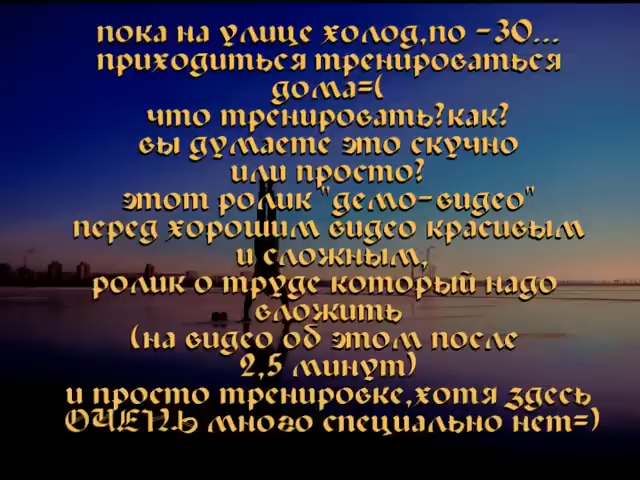 пока на улице холод,по -30...
приходиться тренироваться
дома=(
что тренировать?как?
вы думаете это скучно
или просто?
этот ролик "демо-видео"
перед хорошим видео красивым
и сложным,
ролик о труде который надо
вложить
(на видео об этом после
2,5 минут)
и просто тренировке,хотя здесь
ОЧЕНЬ много специально нет=)